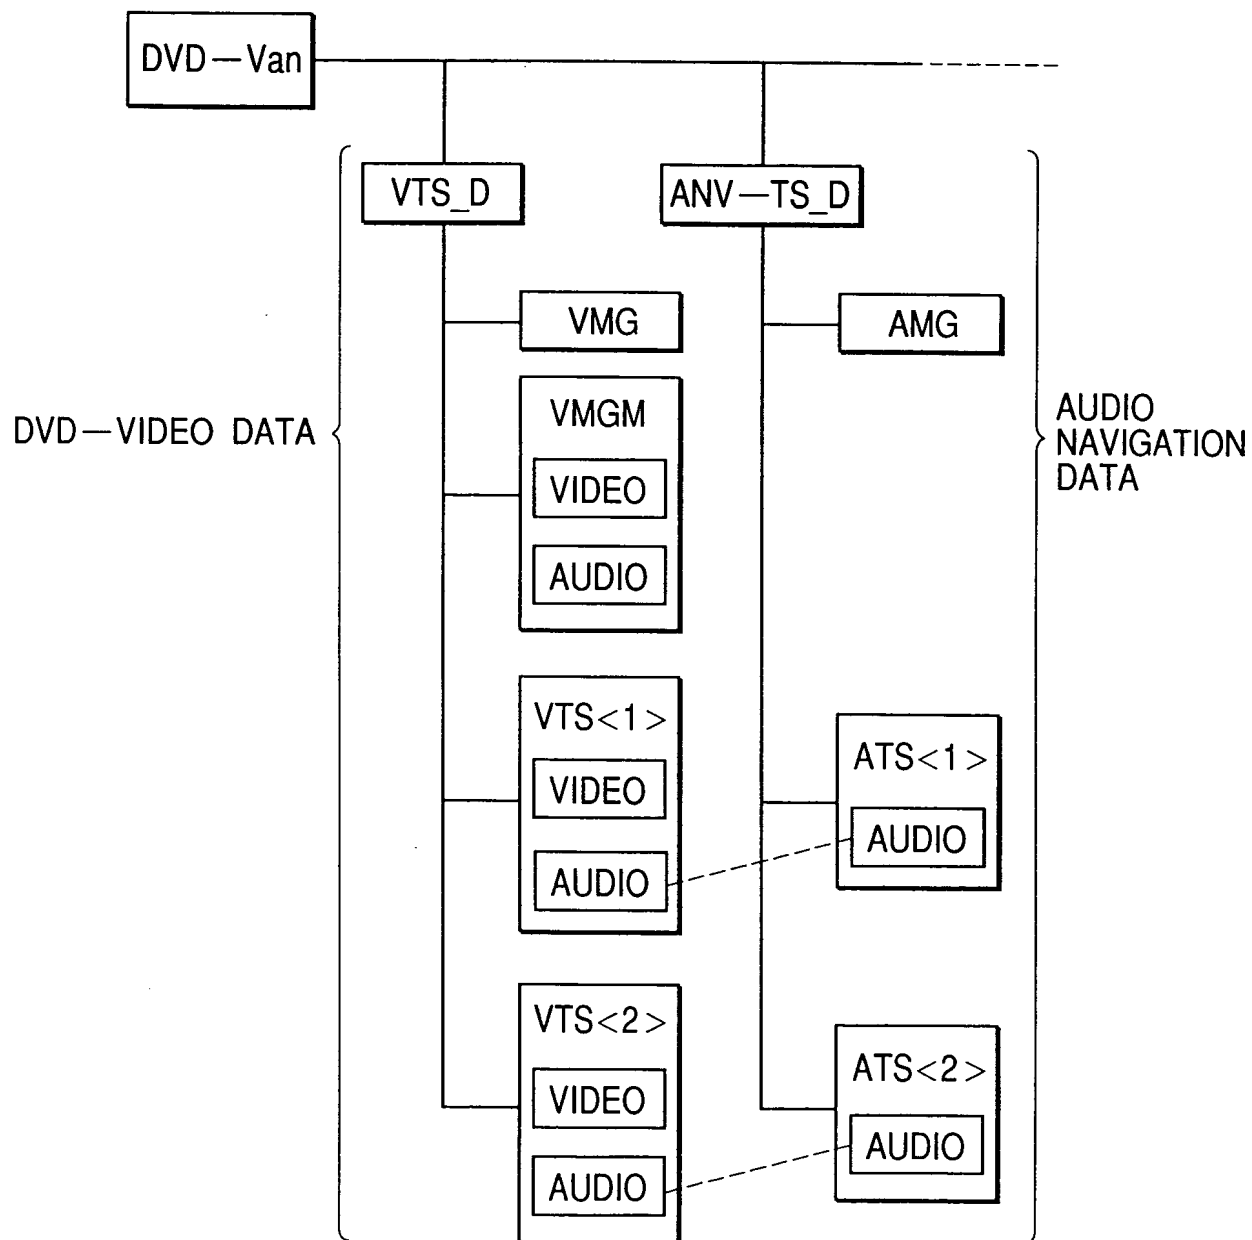 DVD—Van
VTS_D
ANV—TS_D
VMG
AMG
VMGM
VIDEO
AUDIO
DVD—VIDEO DATA
AUDIO
NAVIGATION
DATA
VTS<1>
VIDEO
AUDIO
ATS<1>
AUDIO
VTS<2>
VIDEO
AUDIO
ATS<2>
AUDIO